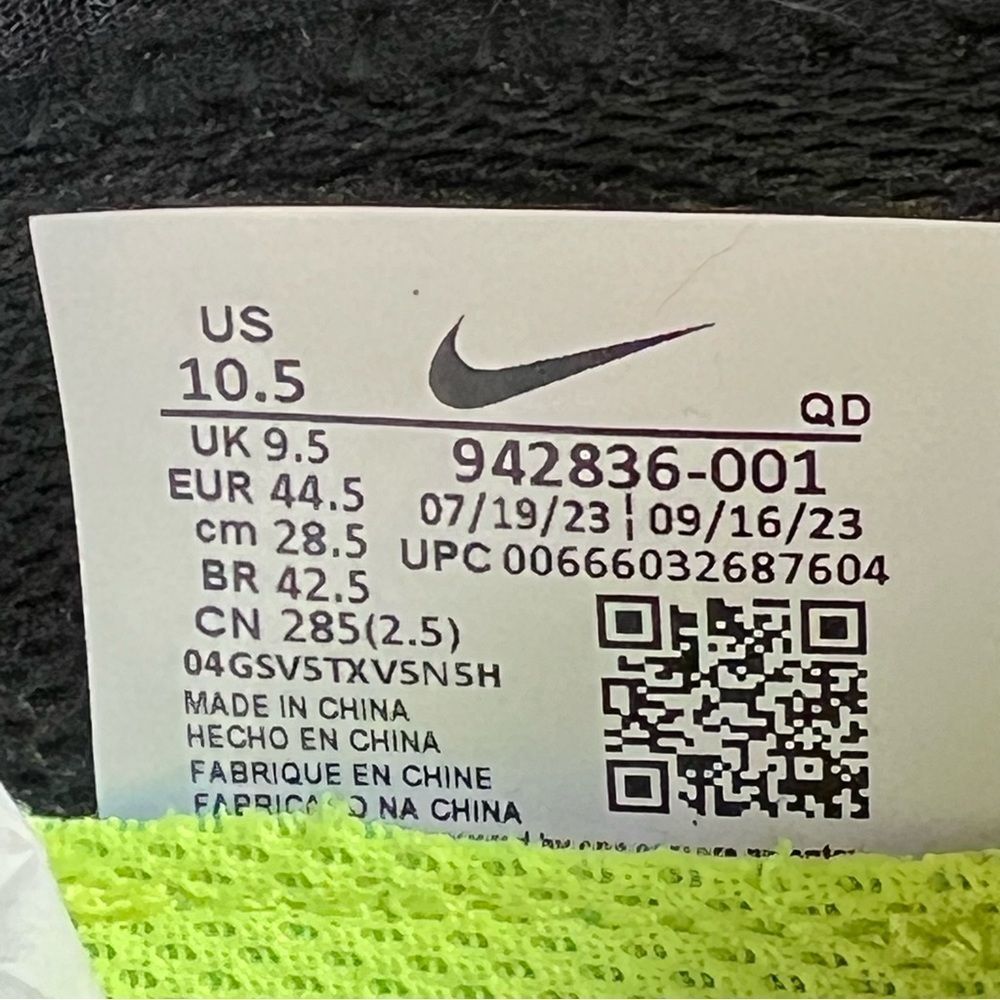 US
10.5
QD
UK 9.5
EUR 44.5
cm 28.5
BR 42.5
CN 285(2.5)
942836-001
07/19/23 | 09/16/23
UPC 00666032687604
04GSV5TXV5N5H
MADE IN CHINA
HECHO EN CHINA
FABRIQUE EN CHINE
NA CHINA